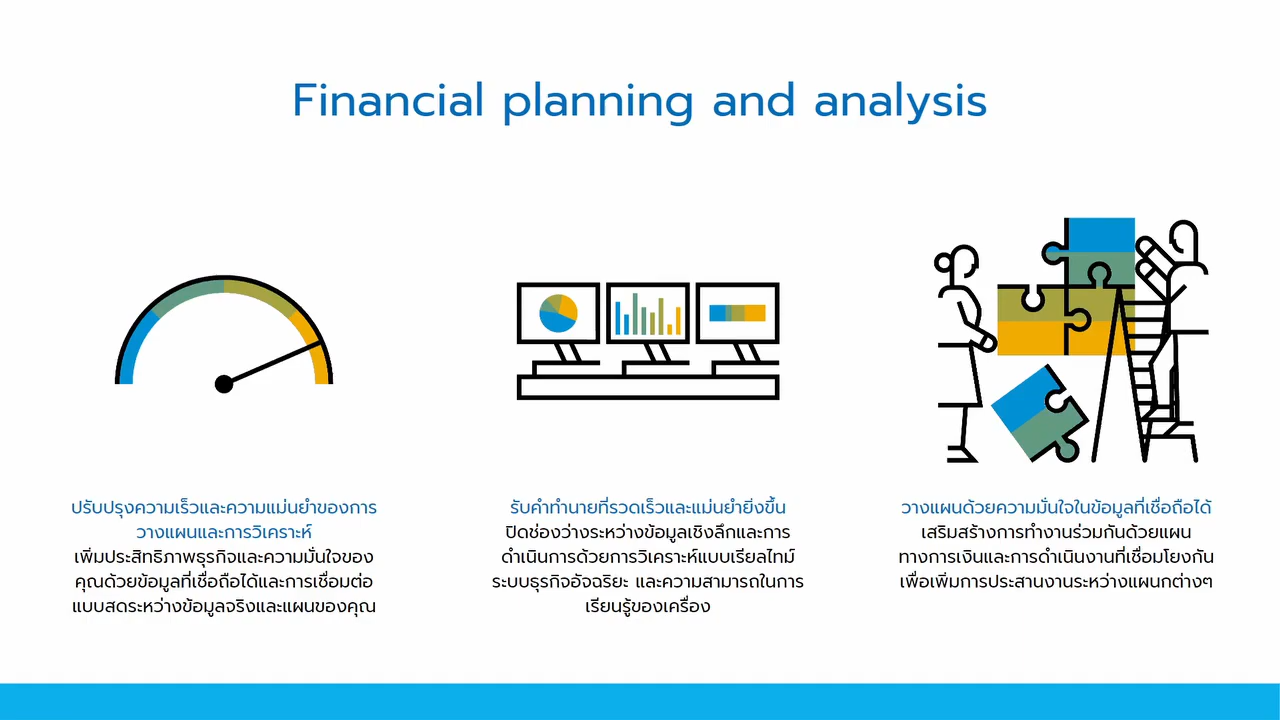 Financial planning and analysis
ปรับปรุงความเร็วและความแม่นยำของการ
วางแผนและการวิเคราะห์
เพิ่มประสิทธิภาพธุรกิจและความมั่นใจของ
คุณด้วยข้อมูลที่เชื่อถือได้และการเชื่อมต่อ
แบบสดระหว่างข้อมูลจริงและแผนของคุณ
รับคำทำนายที่รวดเร็วและแม่นยำยิ่งขึ้น
ปิดช่องว่างระหว่างข้อมูลเชิงลึกและการ
ดำเนินการด้วยการวิเคราะห์แบบเรียลไทม์
ระบบธุรกิจอัจฉริยะ และความสามารถในการ
เรียนรู้ของเครื่อง
วางแผนด้วยความมั่นใจในข้อมูลที่เชื่อถือได้
เสริมสร้างการทำงานร่วมกันด้วยแผน
ทางการเงินและการดำเนินงานที่เชื่อมโยงกัน
เพื่อเพิ่มการประสานงานระหว่างแผนกต่างๆ